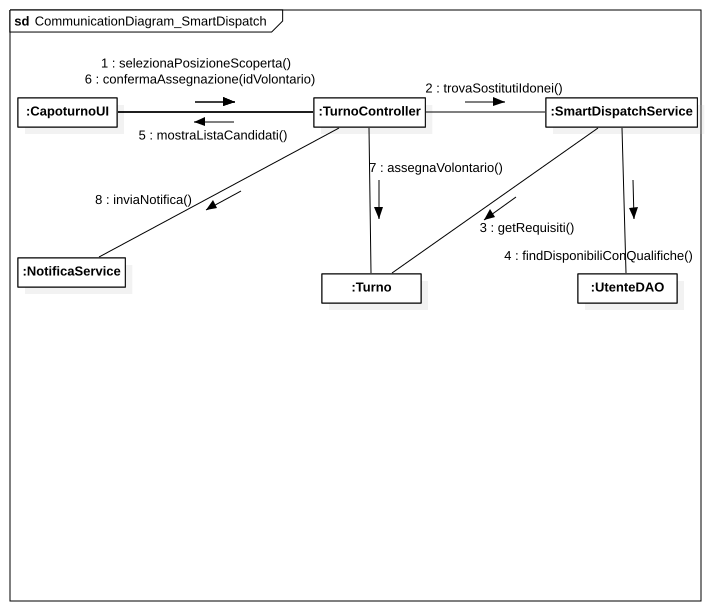 sd CommunicationDiagram_SmartDispatch
1 : selezionaPosizioneScoperta()
6 : confermaAssegnazione(idVolontario)
2 : trovaSostitutiIdonei()
:CapoturnoUI
:TurnoController
:SmartDispatchService
5 : mostraListaCandidati()
7 : assegnaVolontario()
8 : inviaNotifica()
3 : getRequisiti()
4 : findDisponibiliConQualifiche()
:NotificaService
:Turno
:UtenteDAO